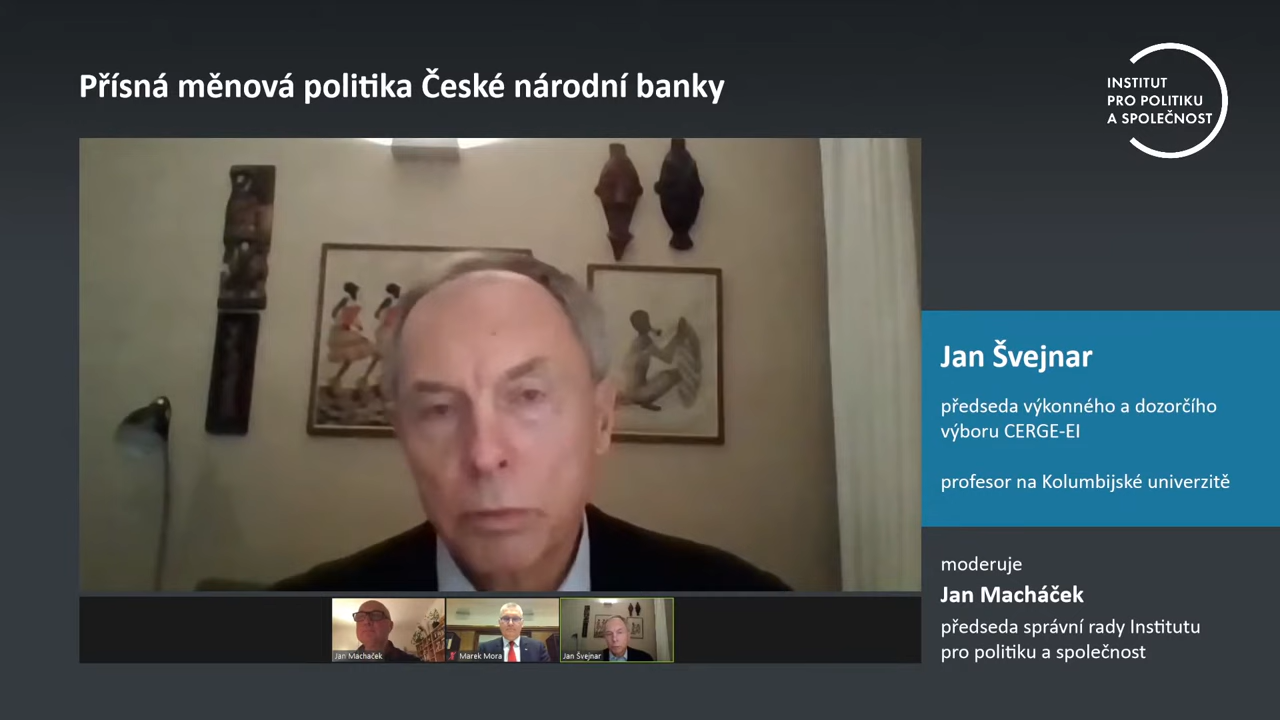 Přísná měnová politika České národní banky
INSTITUT
PRO POLITIKU
A SPOLEČNOST
Jan Švejnar
předseda výkonného a dozorčího
výboru CERGE-EI
profesor na Kolumbijské univerzitě
moderuje
Jan Macháček
předseda správní rady Institutu
pro politiku a společnost
Jan Macháček
Marek Mora
Jan Švejnar